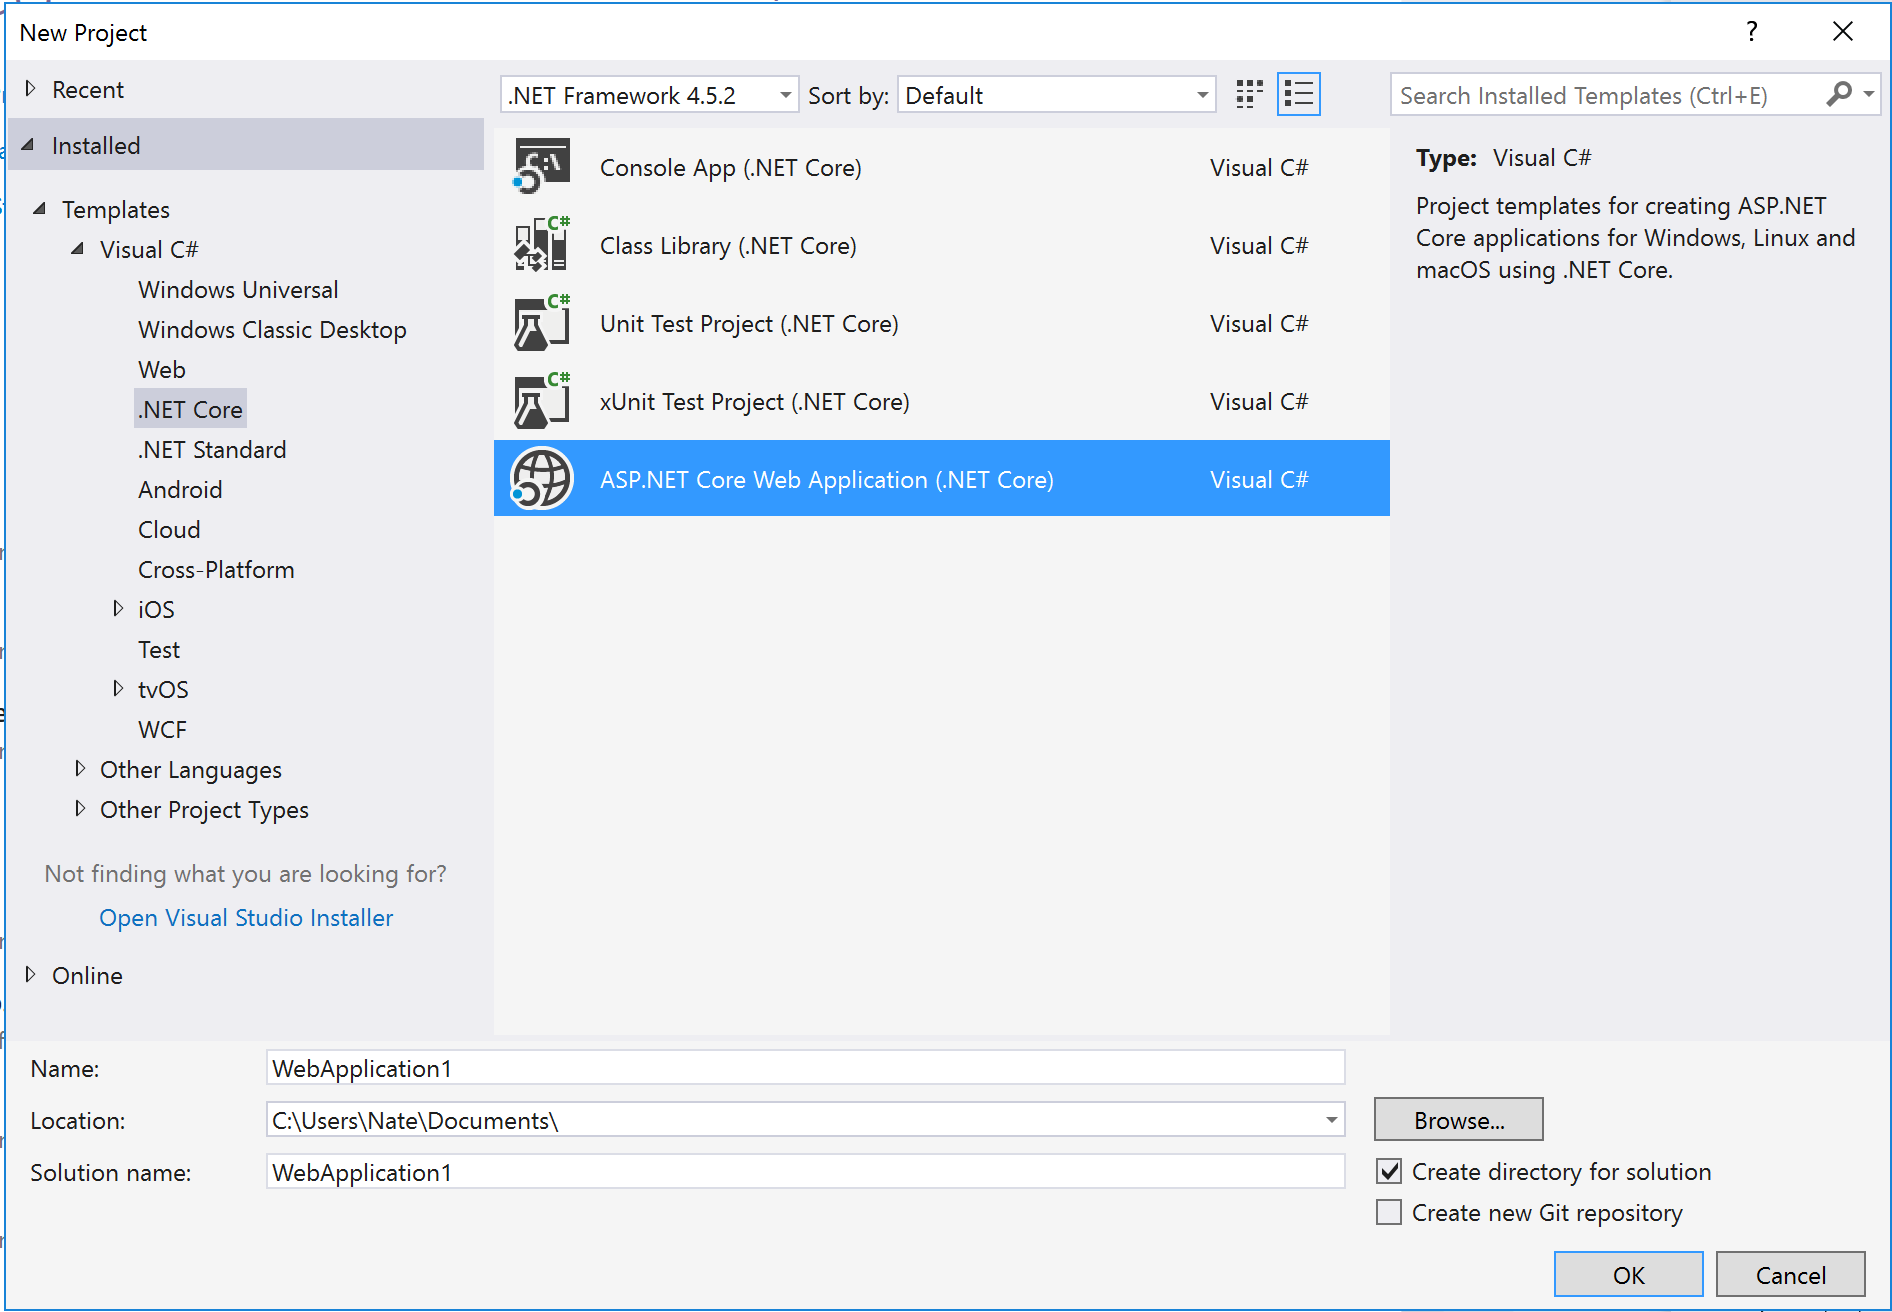 New Project
?
Recent
Installed
Templates
Visual C#
Windows Universal
Windows Classic Desktop
Web
.NET Core
.NET Standard
Android
Cloud
Cross-Platform
iOS
Test
tvOS
WCF
Other Languages
Other Project Types
Not finding what you are looking for?
Open Visual Studio Installer
Online
.NET Framework 4.5.2
Sort by: Default
Console App (.NET Core) Visual C#
Class Library (.NET Core) Visual C#
Unit Test Project (.NET Core) Visual C#
xUnit Test Project (.NET Core) Visual C#
ASP.NET Core Web Application (.NET Core) Visual C#
Search Installed Templates (Ctrl+E)
Type: Visual C#
Project templates for creating ASP.NET
Core applications for Windows, Linux and
macOS using .NET Core.
Name: WebApplication1
Location: C:\Users\Nate\Documents\
Browse...
Solution name: WebApplication1
Create directory for solution
Create new Git repository
OK
Cancel